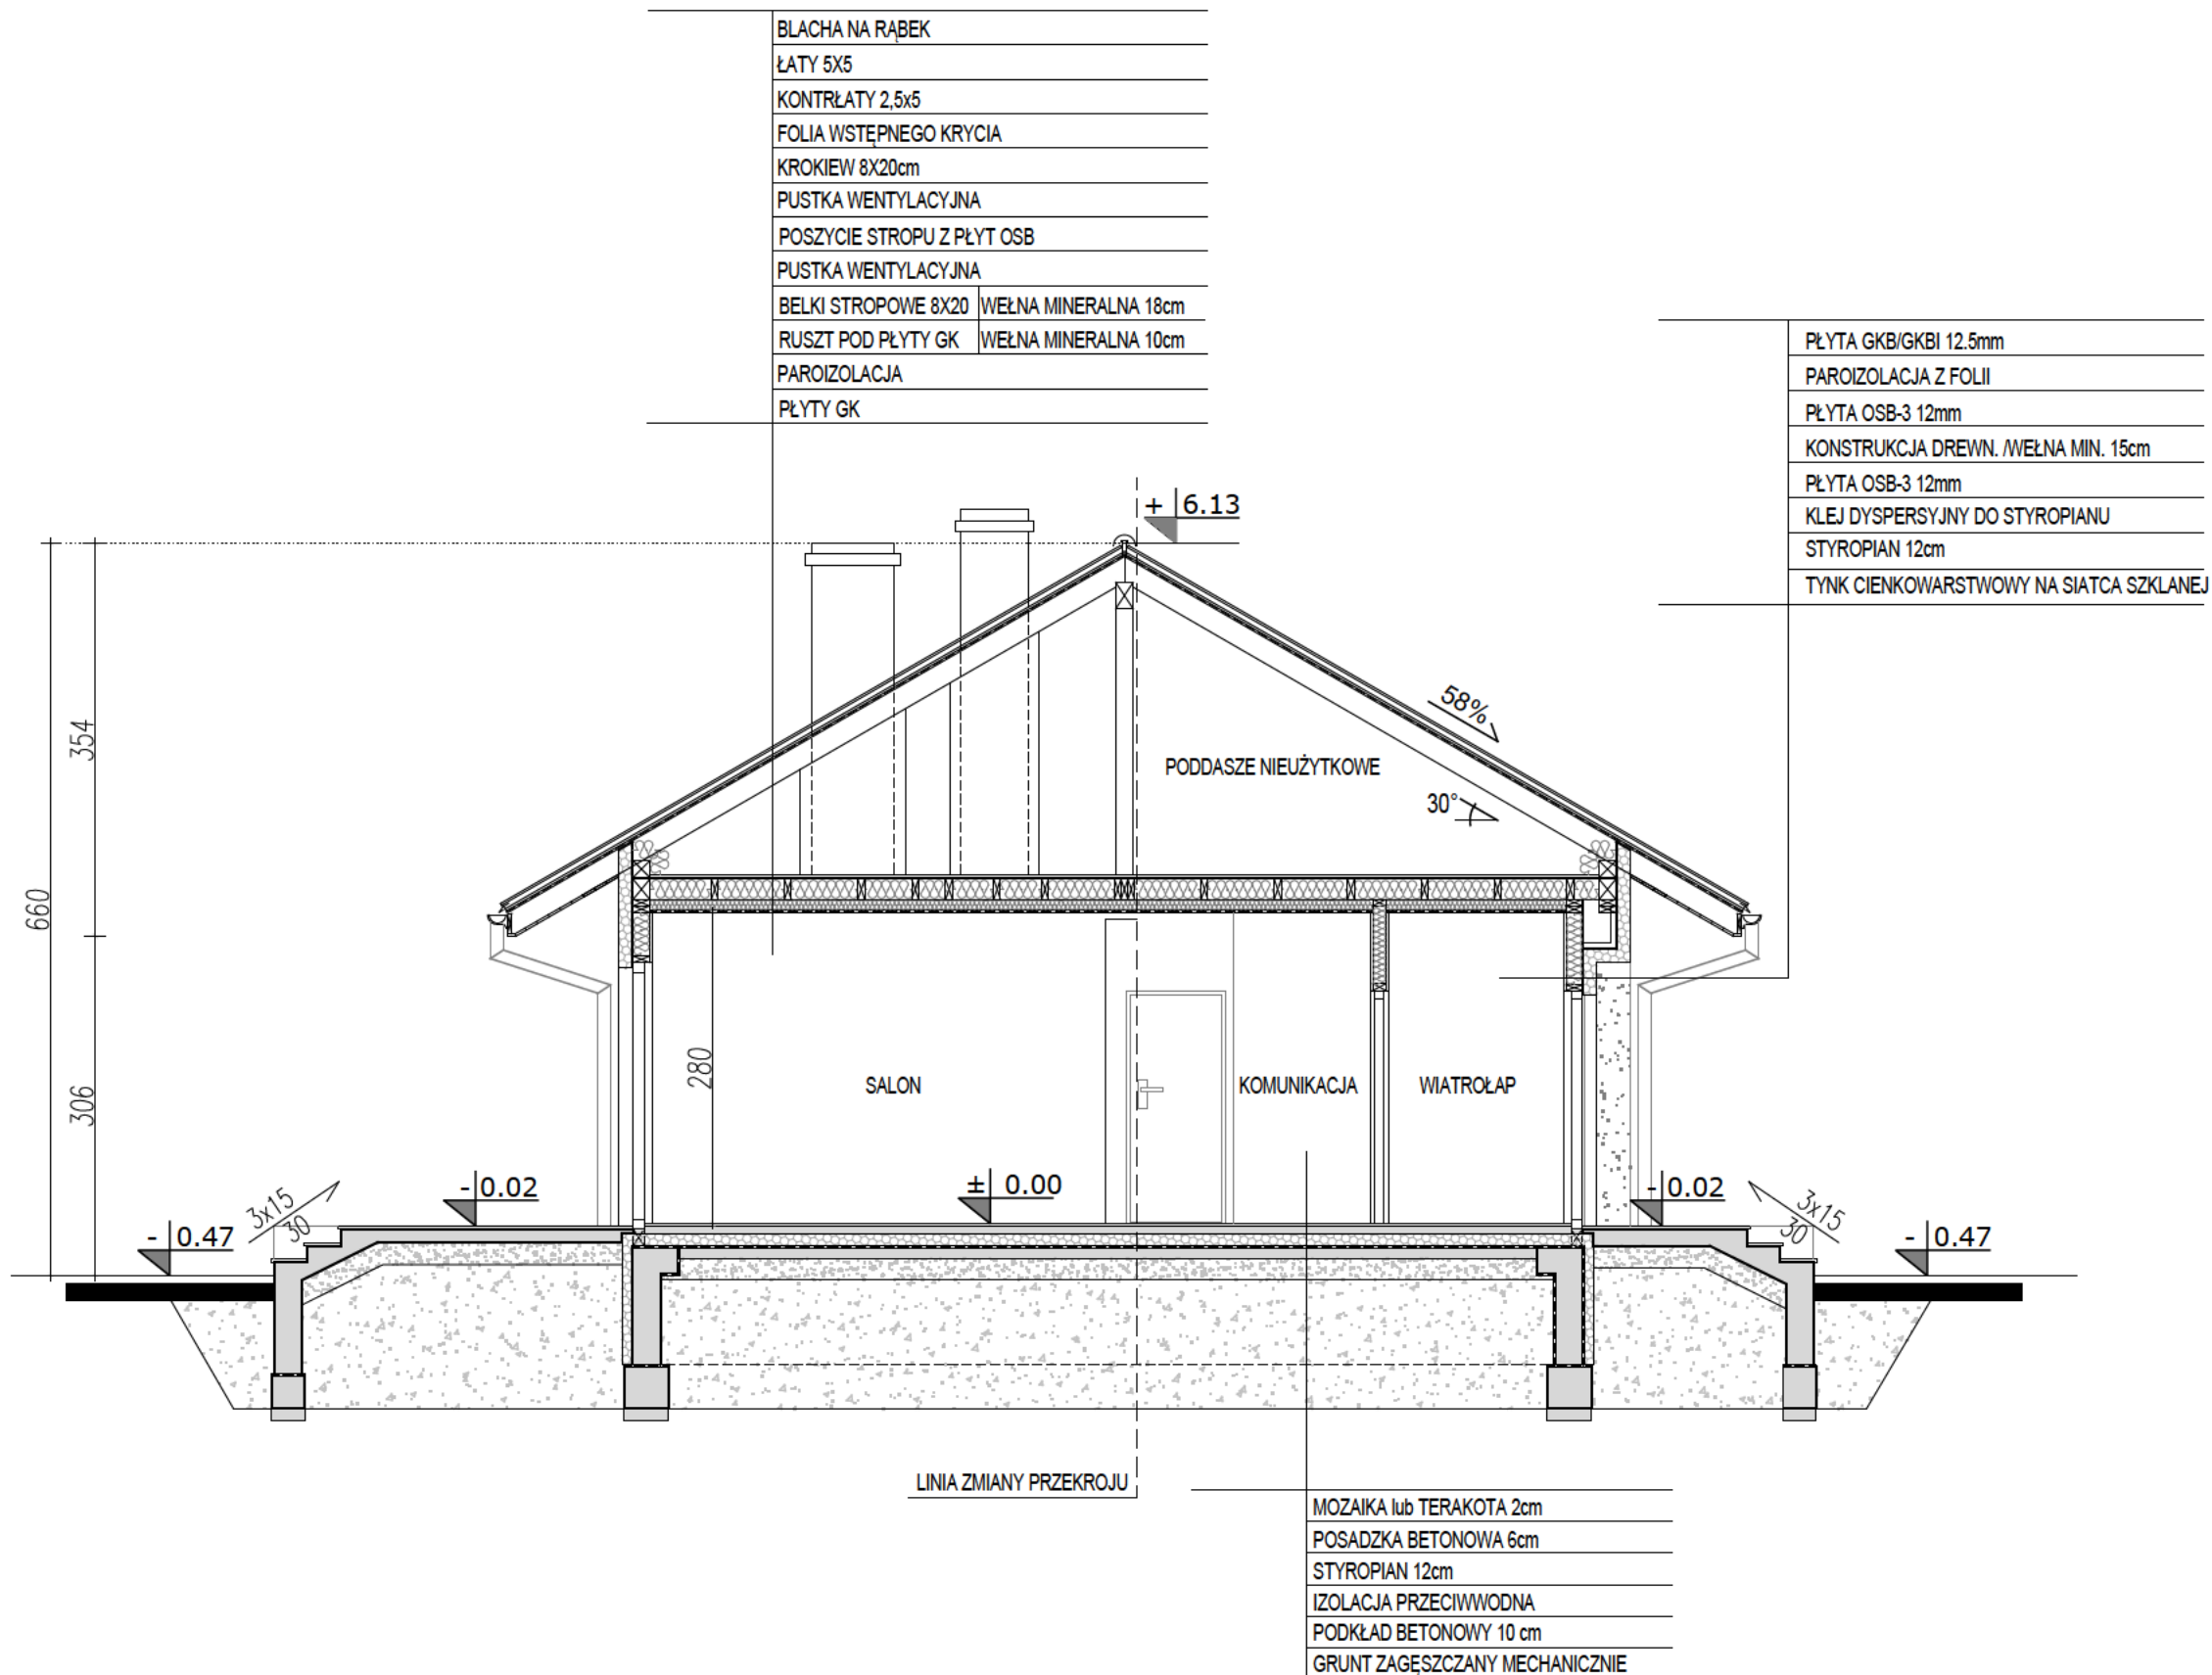 BLACHA NA RĄBEK
ŁATY 5X5
KONTRŁATY 2,5x5
FOLIA WSTĘPNEGO KRYCIA
KROKIEW 8X20cm
PUSTKA WENTYLACYJNA
POSZYCIE STROPU Z PŁYT OSB
PUSTKA WENTYLACYJNA
BELKI STROPOWE 8X20 WEŁNA MINERALNA 18cm
RUSZT POD PŁYTY GK WEŁNA MINERALNA 10cm
PAROIZOLACJA
PŁYTY GK
PŁYTA GKB/GKBI 12.5mm
PAROIZOLACJA Z FOLII
PŁYTA OSB-3 12mm
KONSTRUKCJA DREWN. /WEŁNA MIN. 15cm
PŁYTA OSB-3 12mm
KLEJ DYSPERSYJNY DO STYROPIANU
STYROPIAN 12cm
TYNK CIENKOWARSTWOWY NA SIATCA SZKLANEJ
+ 6.13
58%
354
PODDASZE NIEUŻYTKOWE
30°
660
280
306
SALON
KOMUNIKACJA
WIATROŁAP
3x15
30
- 0.02
± 0.00
- 0.02
3x15
30
- 0.47
- 0.47
LINIA ZMIANY PRZEKROJU
MOZAIKA lub TERAKOTA 2cm
POSADZKA BETONOWA 6cm
STYROPIAN 12cm
IZOLACJA PRZECIWWODNA
PODKŁAD BETONOWY 10 cm
GRUNT ZAGĘSZCZANY MECHANICZNIE